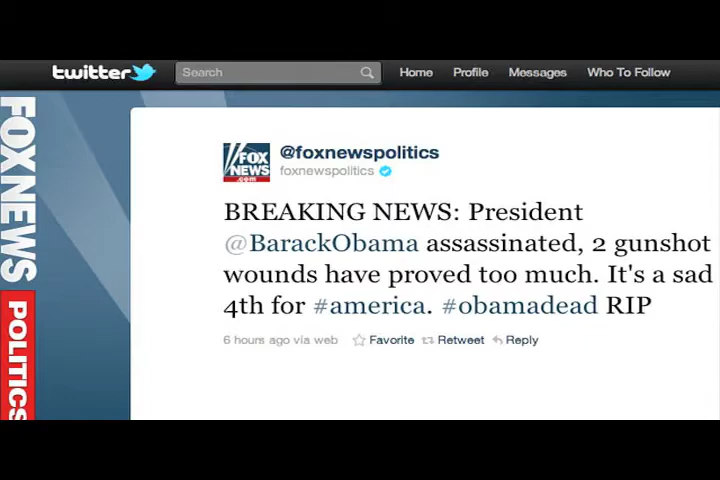 twitter Search Home Profile Messages Who To Follow
FOX NEWS POLITICS
FOX NEWS .com
@foxnewspolitics
foxnewspolitics
BREAKING NEWS: President
@BarackObama assassinated, 2 gunshot
wounds have proved too much. It's a sad
4th for #america. #obamadead RIP
6 hours ago via web Favorite Retweet Reply